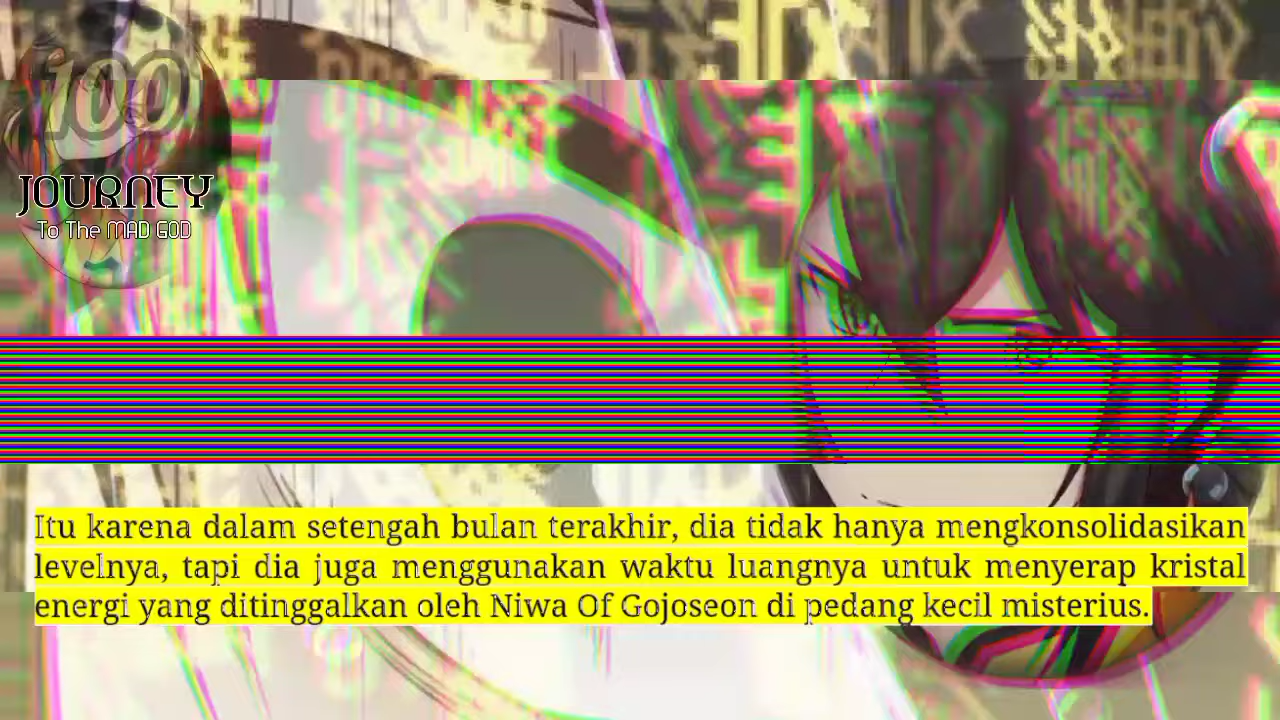 100
JOURNEY
To The MAD GOD
Itu karena dalam setengah bulan terakhir, dia tidak hanya mengkonsolidasikan
levelnya, tapi dia juga menggunakan waktu luangnya untuk menyerap kristal
energi yang ditinggalkan oleh Niwa Of Gojoseon di pedang kecil misterius.